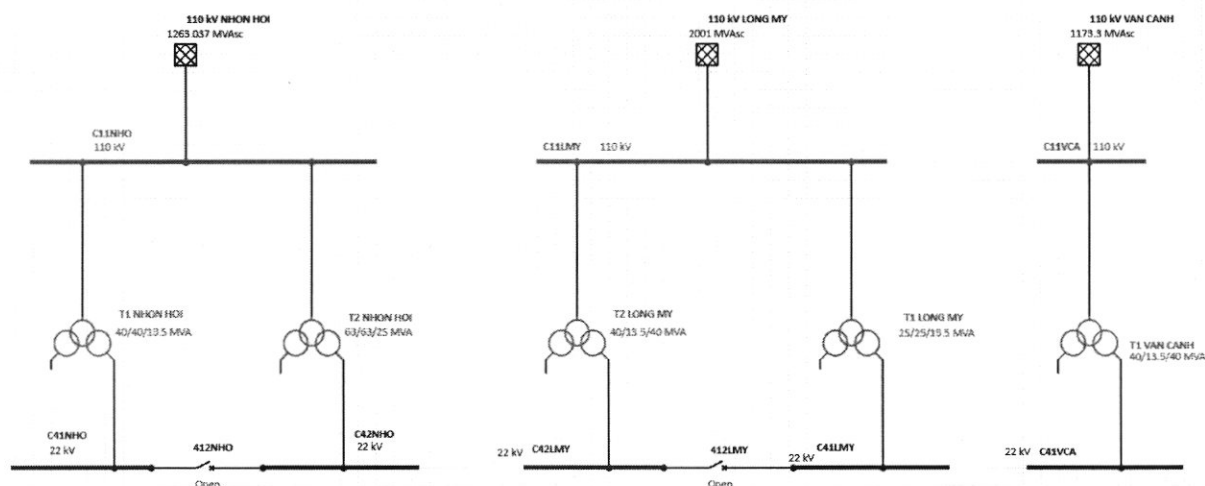 110 kV NHON HOI
1263.037 MVAsc
C11NHO
110 kV
T1 NHON HOI
40/40/13.5 MVA
T2 NHON HOI
63/63/25 MVA
C41NHO
22 kV
412NHO
Open
C42NHO
22 kV
110 kV LONG MY
2001 MVAsc
C11LMY 110 kV
T2 LONG MY
40/13.5/40 MVA
T1 LONG MY
25/25/13.5 MVA
22 kV C42LMY
412LMY
Open
22 kV C41LMY
110 kV VAN CANH
1173.3 MVAsc
C11VCA 110 kV
T1 VAN CANH
40/13.5/40 MVA
22 kV C41VCA